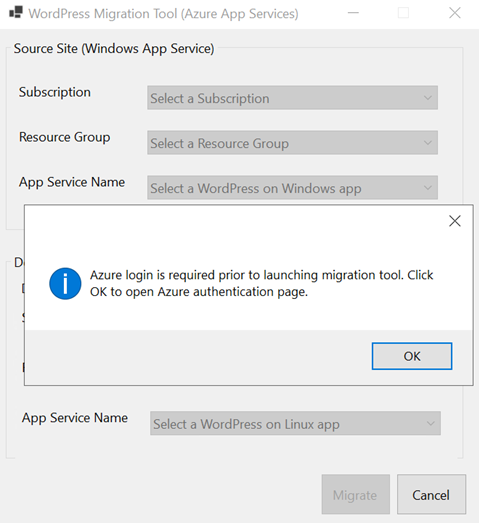 WordPress Migration Tool (Azure App Services)
Source Site (Windows App Service)
Subscription
Select a Subscription
Resource Group
Select a Resource Group
App Service Name
Select a WordPress on Windows app
Azure login is required prior to launching migration tool. Click
OK to open Azure authentication page.
OK
App Service Name
Select a WordPress on Linux app
Migrate
Cancel